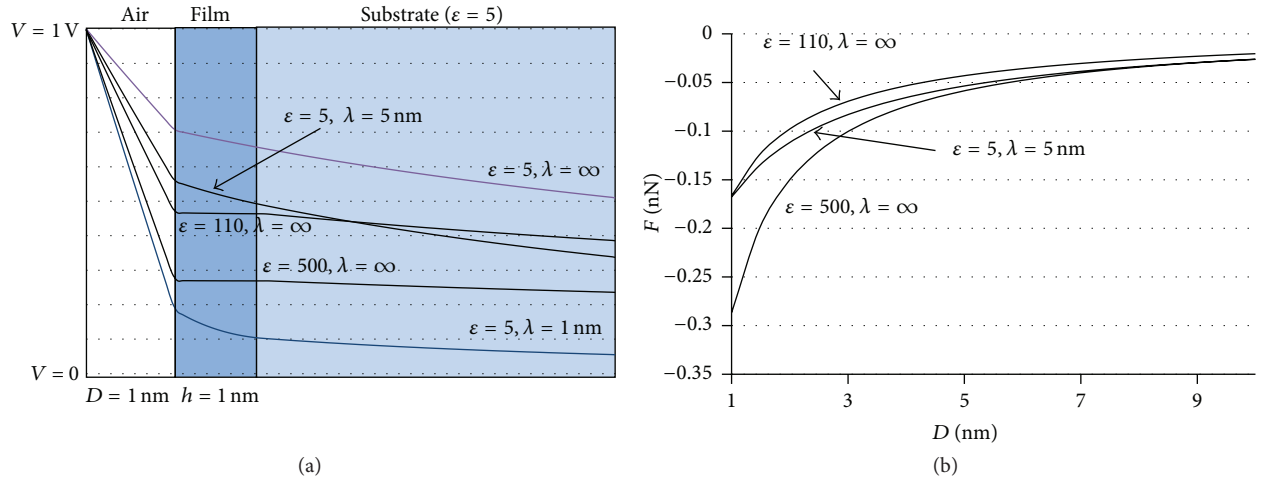 Air Film Substrate (ε = 5)
V = 1 V
ε = 5, λ = 5 nm
ε = 5, λ = ∞
ε = 110, λ = ∞
ε = 500, λ = ∞
ε = 5, λ = 1 nm
V = 0
D = 1 nm h = 1 nm
(a)
0
ε = 110, λ = ∞
−0.05
−0.1
ε = 5, λ = 5 nm
−0.15
ε = 500, λ = ∞
−0.2
−0.25
−0.3
−0.35
F (nN)
1 3 5 7 9
D (nm)
(b)